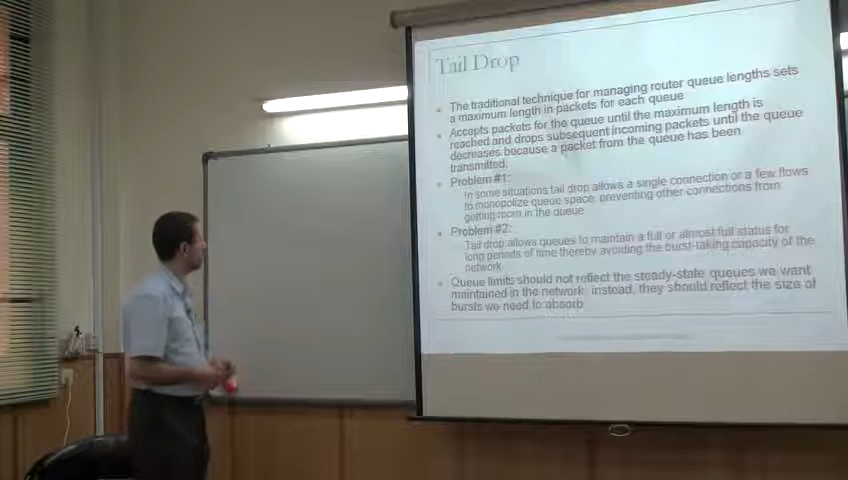 Tail Drop
The traditional technique for managing router queue lengths sets
a maximum length in packets for each queue
Accepts packets for the queue until the maximum length is
reached and drops subsequent incoming packets until the queue
decreases because a packet from the queue has been
transmitted.
Problem #1:
In some situations tail drop allows a single connection or a few flows
to monopolize queue space, preventing other connections from
getting room in the queue
Problem #2:
Tail drop allows queues to maintain a full or almost full status for
long periods of time thereby avoiding the burst-taking capacity of the
network
Queue limits should not reflect the steady-state queues we want
maintained in the network; instead, they should reflect the size of
bursts we need to absorb